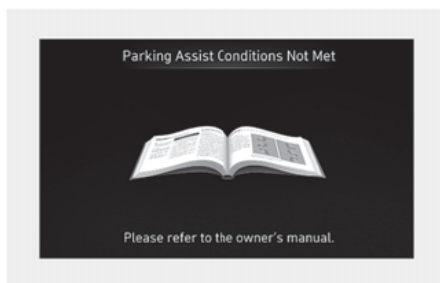 Parking Assist Conditions Not Met
Please refer to the owner's manual.